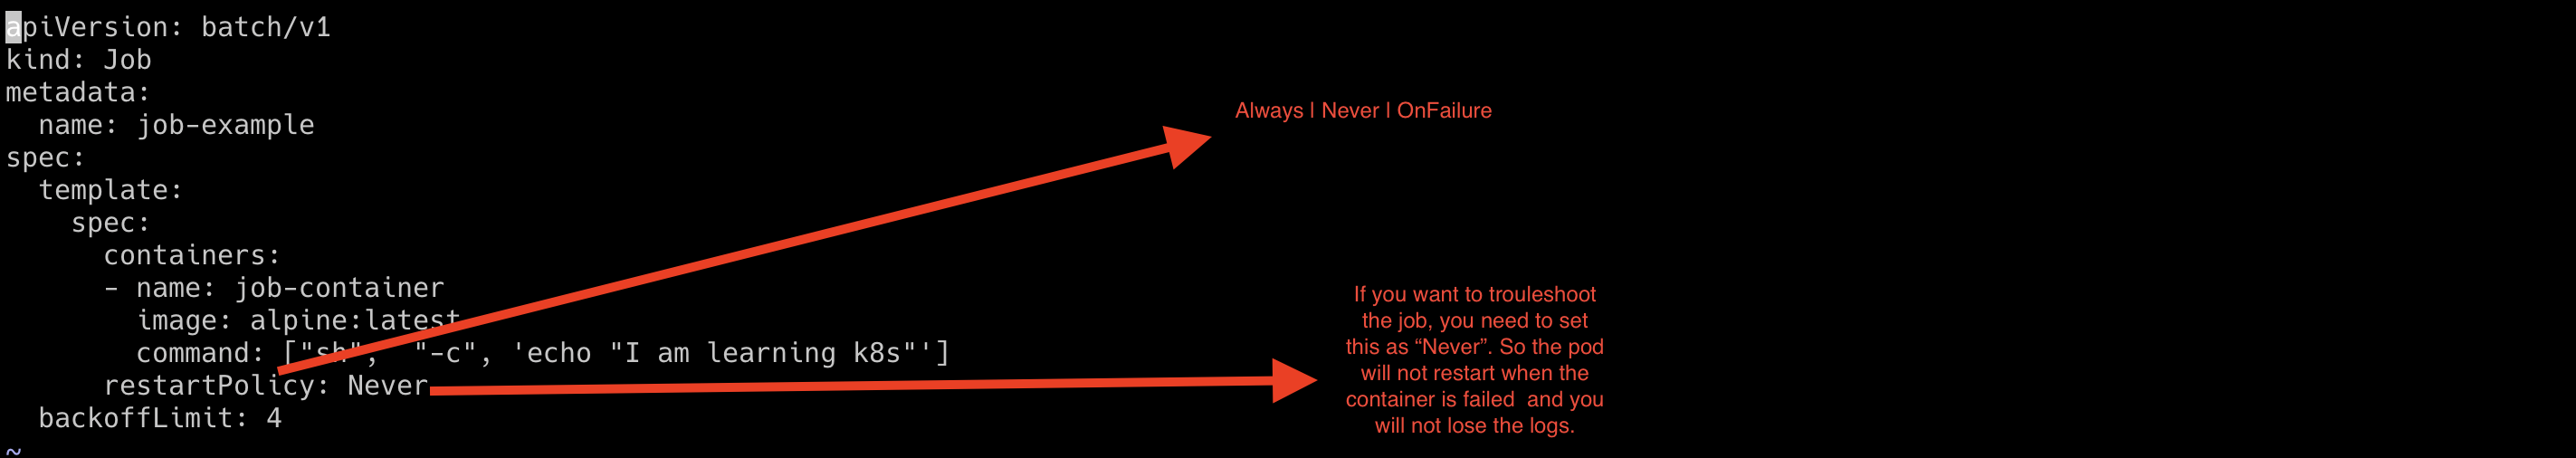 apiVersion: batch/v1
kind: Job
metadata:
  name: job-example
spec:
  template:
    spec:
      containers:
      - name: job-container
        image: alpine:latest
        command: ["sh",  "-c", 'echo "I am learning k8s"']
      restartPolicy: Never
  backoffLimit: 4
~
Always | Never | OnFailure
If you want to trouleshoot
the job, you need to set
this as “Never”. So the pod
will not restart when the
container is failed  and you
will not lose the logs.